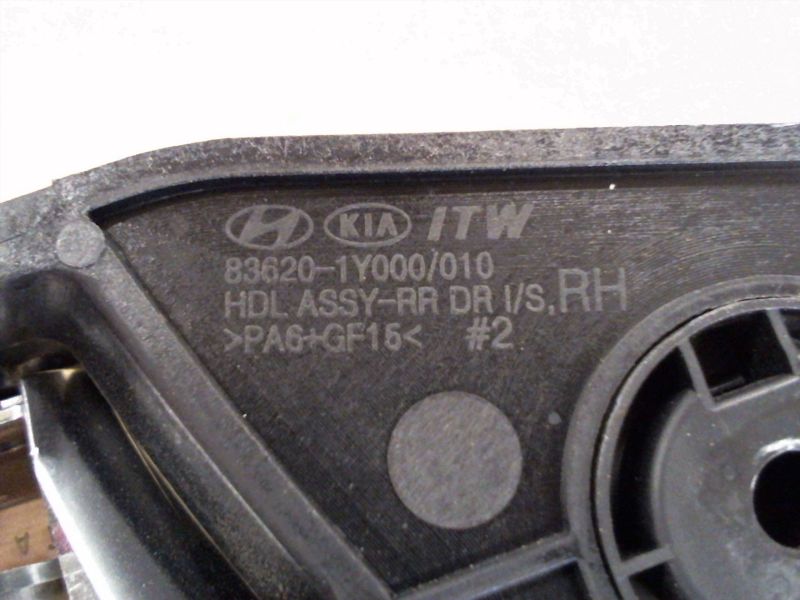 KIA ITW
83620-1Y000/010
HDL ASSY-RR DR I/S, RH
>PA6+GF15< #2